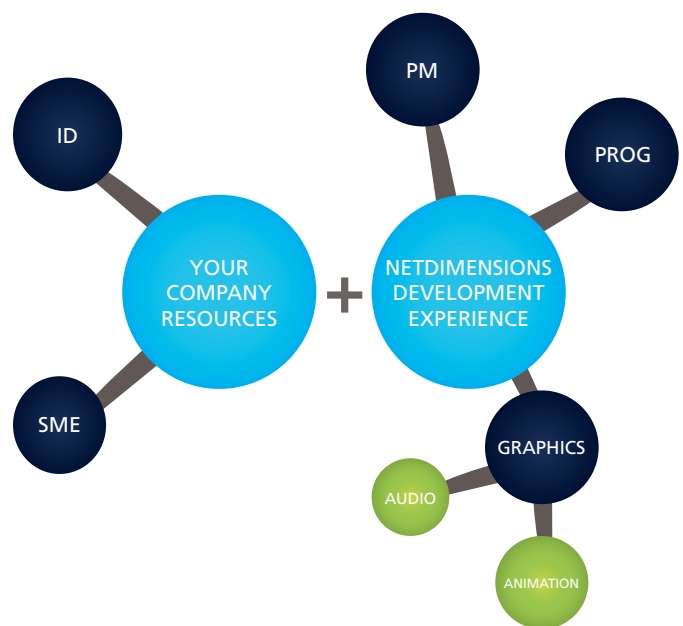 PM
ID
PROG
YOUR
COMPANY
RESOURCES
+
NETDIMENSIONS
DEVELOPMENT
EXPERIENCE
SME
GRAPHICS
AUDIO
ANIMATION